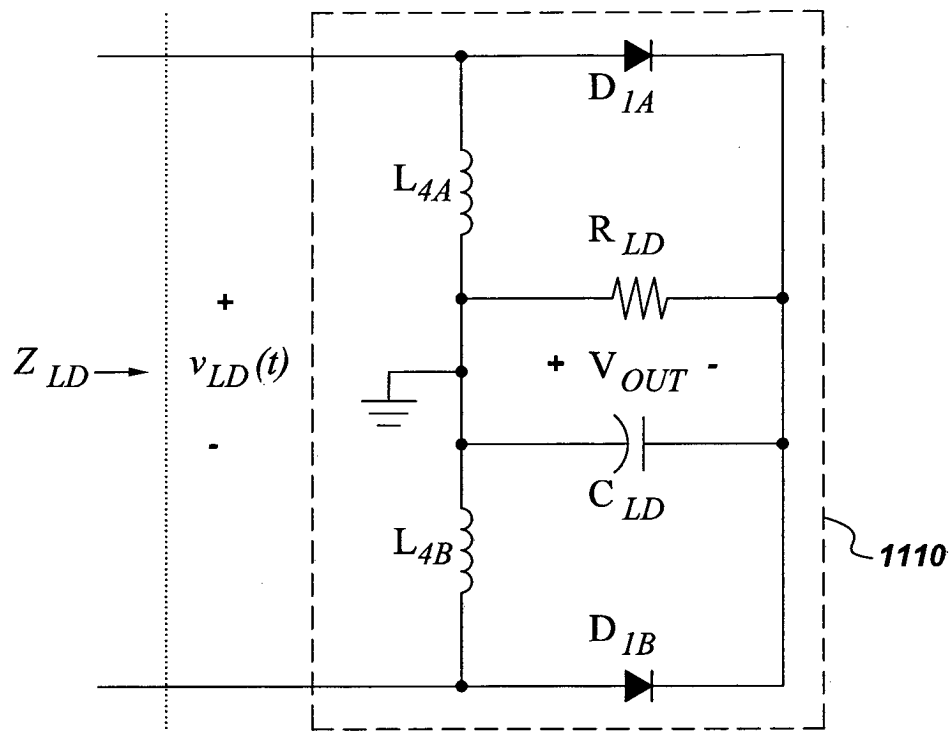 D1A
L4A
RLD
+
ZLD
vLD(t)
+ VOUT -
-
CLD
L4B
1110
D1B